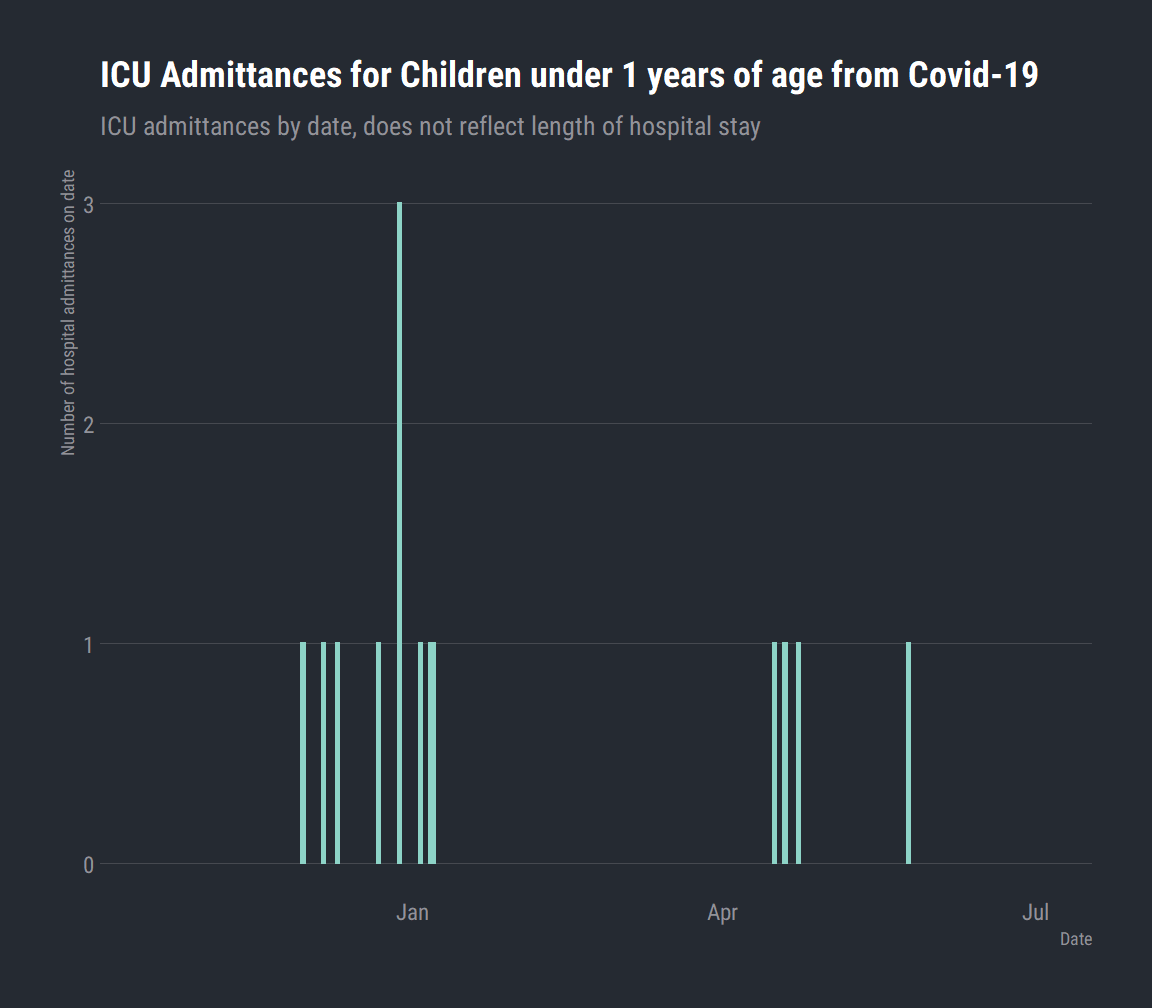 ICU Admittances for Children under 1 years of age from Covid-19
ICU admittances by date, does not reflect length of hospital stay
Number of hospital admittances on date
3
2
1
0
Jan Apr Jul
Date